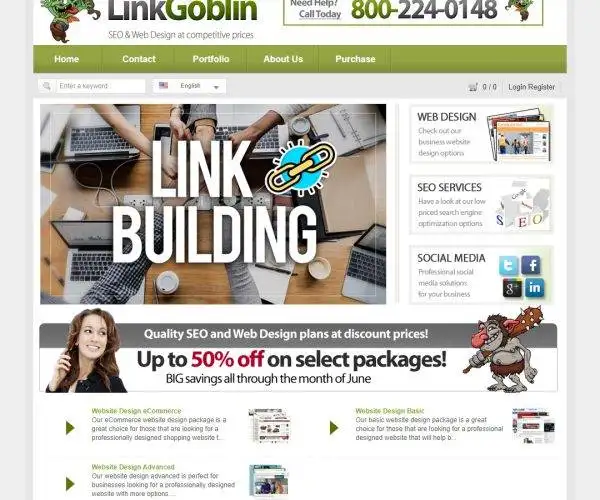 LinkGoblin
SEO & Web Design at competitive prices
Need Help?
Call Today
800-224-0148
Home
Contact
Portfolio
About Us
Purchase
Enter a keyword
English
0 / 0
Login Register
LINK
BUILDING
WEB DESIGN
Check out our
business website
design options
SEO SERVICES
Have a look at our low
priced search engine
optimization options
Google
SEO
SOCIAL MEDIA
Professional social
media solutions
for your business
Quality SEO and Web Design plans at discount prices!
Up to 50% off on select packages!
BIG savings all through the month of June
Website Design eCommerce
Our eCommerce website design package is a
great choice for those that are looking for a
professionally designed shopping website t...
Website Design Basic
Our basic website design package is a great
choice for those that are looking for a professional
designed website that will help b...
Website Design Advanced
Our website design advanced is perfect for
businesses looking for a professionally designed
website with more options....